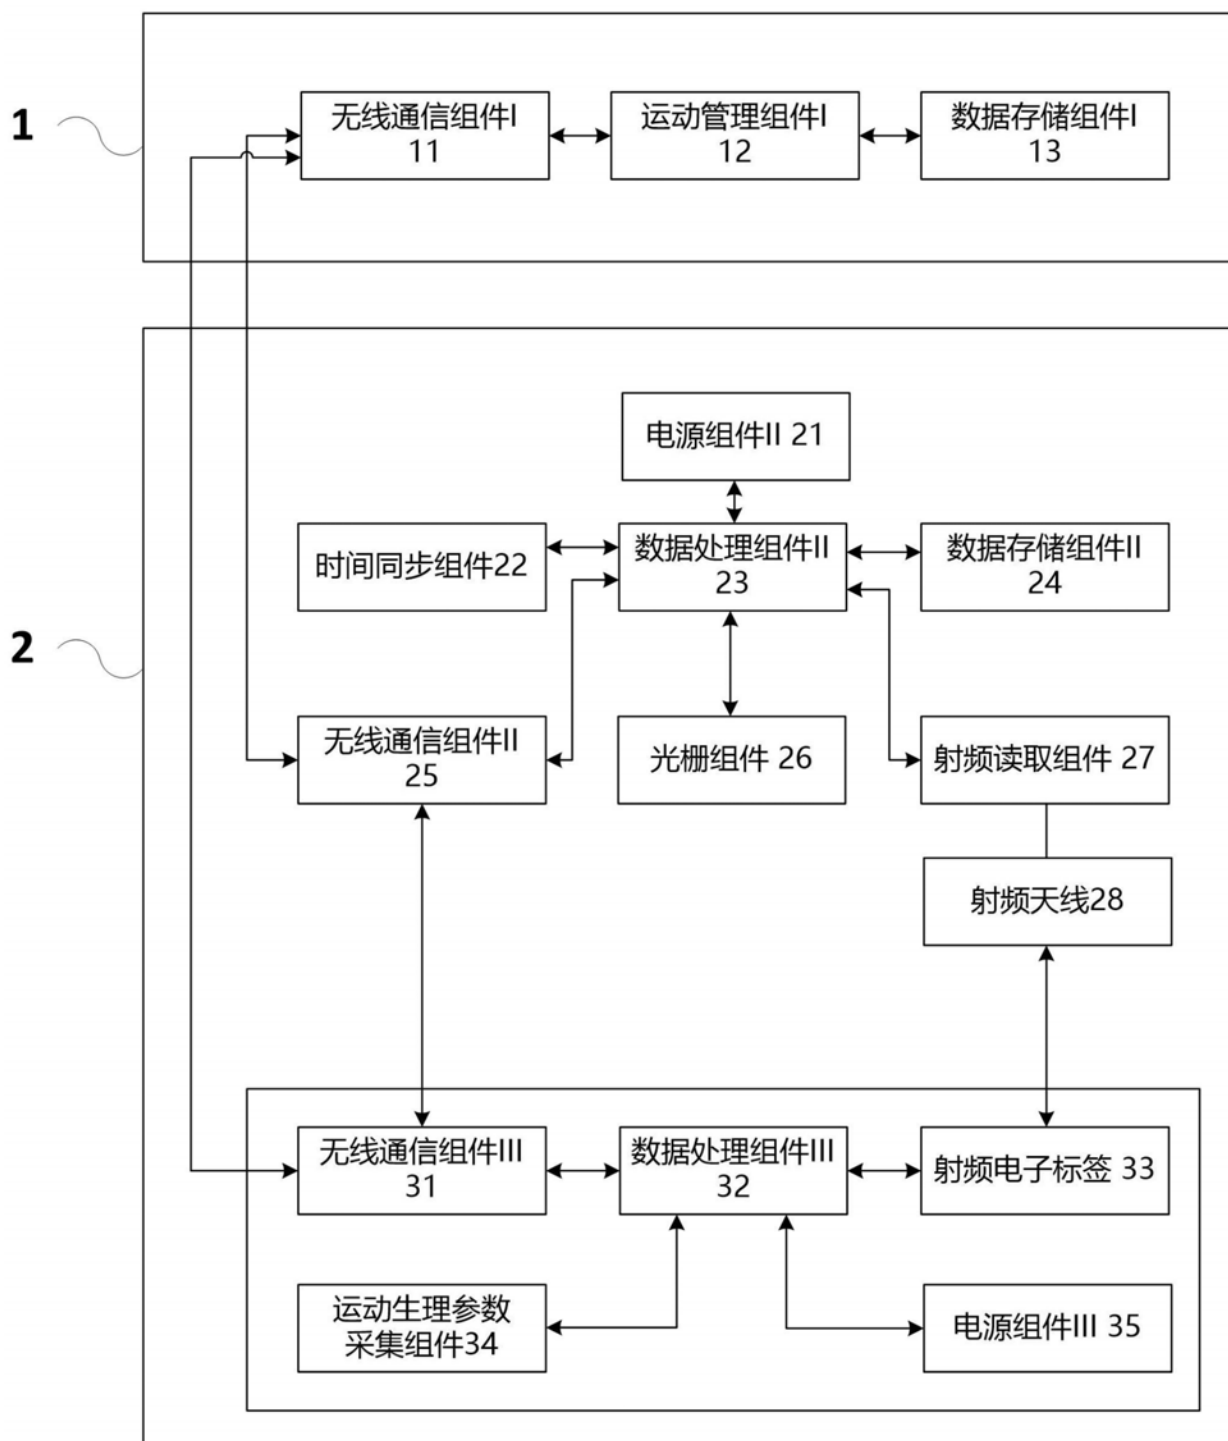 1
无线通信组件I
11
运动管理组件I
12
数据存储组件I
13
电源组件II 21
时间同步组件22
数据处理组件II
23
数据存储组件II
24
2
无线通信组件II
25
光栅组件 26
射频读取组件 27
射频天线28
无线通信组件III
31
数据处理组件III
32
射频电子标签 33
运动生理参数
采集组件34
电源组件III 35